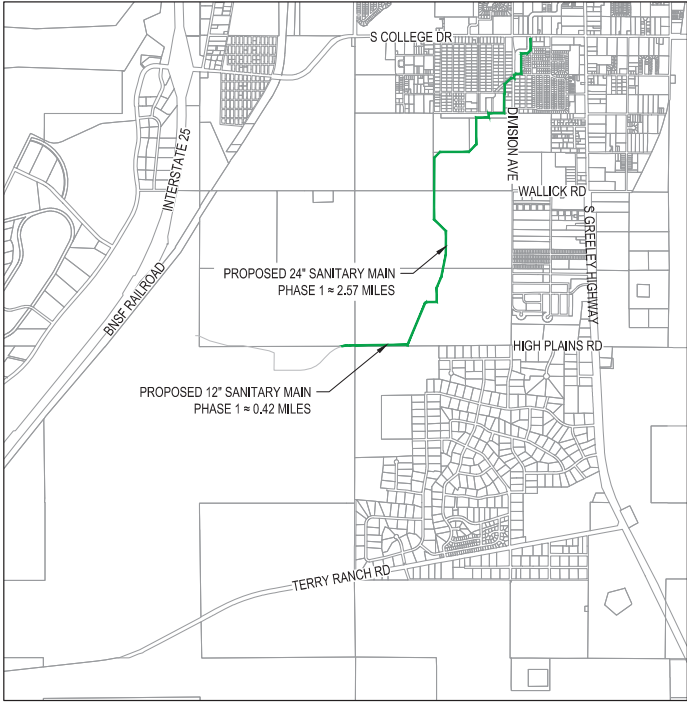 S COLLEGE DR
INTERSTATE 25
DIVISION AVE
WALLICK RD
S GREELEY HIGHWAY
BNSF RAILROAD
PROPOSED 24" SANITARY MAIN
PHASE 1 ≈ 2.57 MILES
HIGH PLAINS RD
PROPOSED 12" SANITARY MAIN
PHASE 1 ≈ 0.42 MILES
TERRY RANCH RD